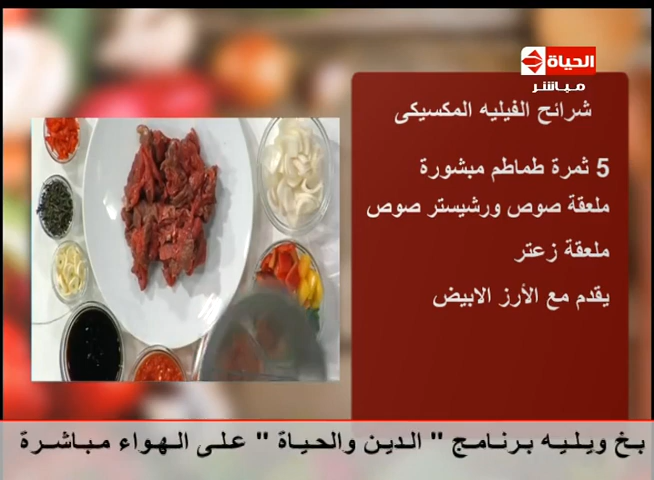 الحياة
مباشر
شرائح الفيليه المكسيكى
5 ثمرة طماطم مبشورة
ملعقة صوص ورشيستر صوص
ملعقة زعتر
يقدم مع الأرز الابيض
بخ ويليه برنامج " الدين والحياة " على الهواء مباشرة